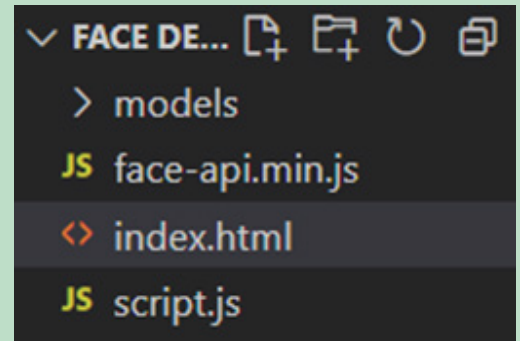 FACE DE...
models
JS face-api.min.js
<> index.html
JS script.js